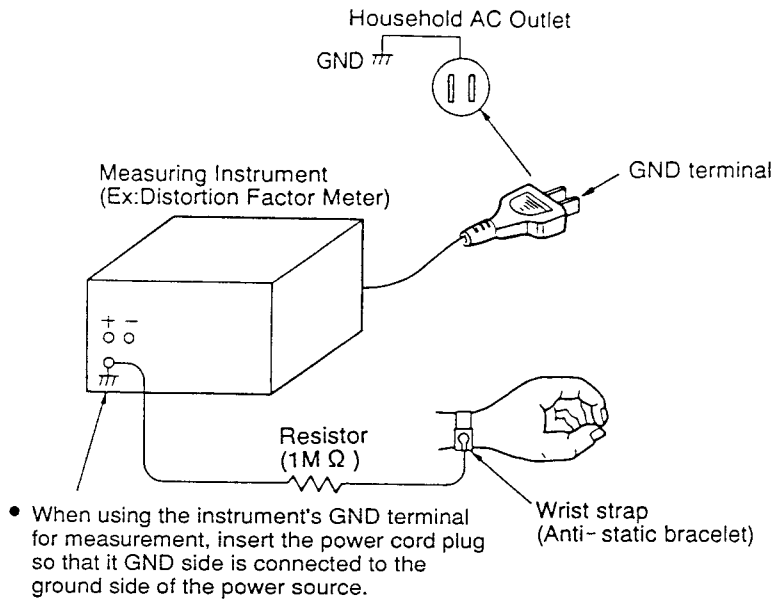 Household AC Outlet
GND
GND terminal
Measuring Instrument
(Ex:Distortion Factor Meter)
+ −
Resistor
(1M Ω )
Wrist strap
(Anti- static bracelet)
● When using the instrument's GND terminal
for measurement, insert the power cord plug
so that it GND side is connected to the
ground side of the power source.